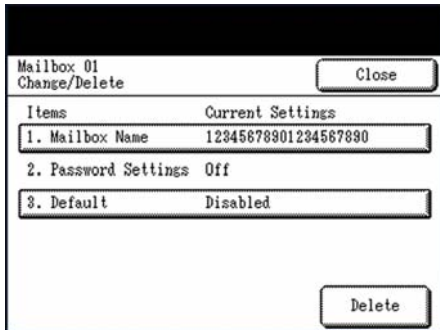 Mailbox 01
Change/Delete
Close
Items Current Settings
1. Mailbox Name 12345678901234567890
2. Password Settings Off
3. Default Disabled
Delete